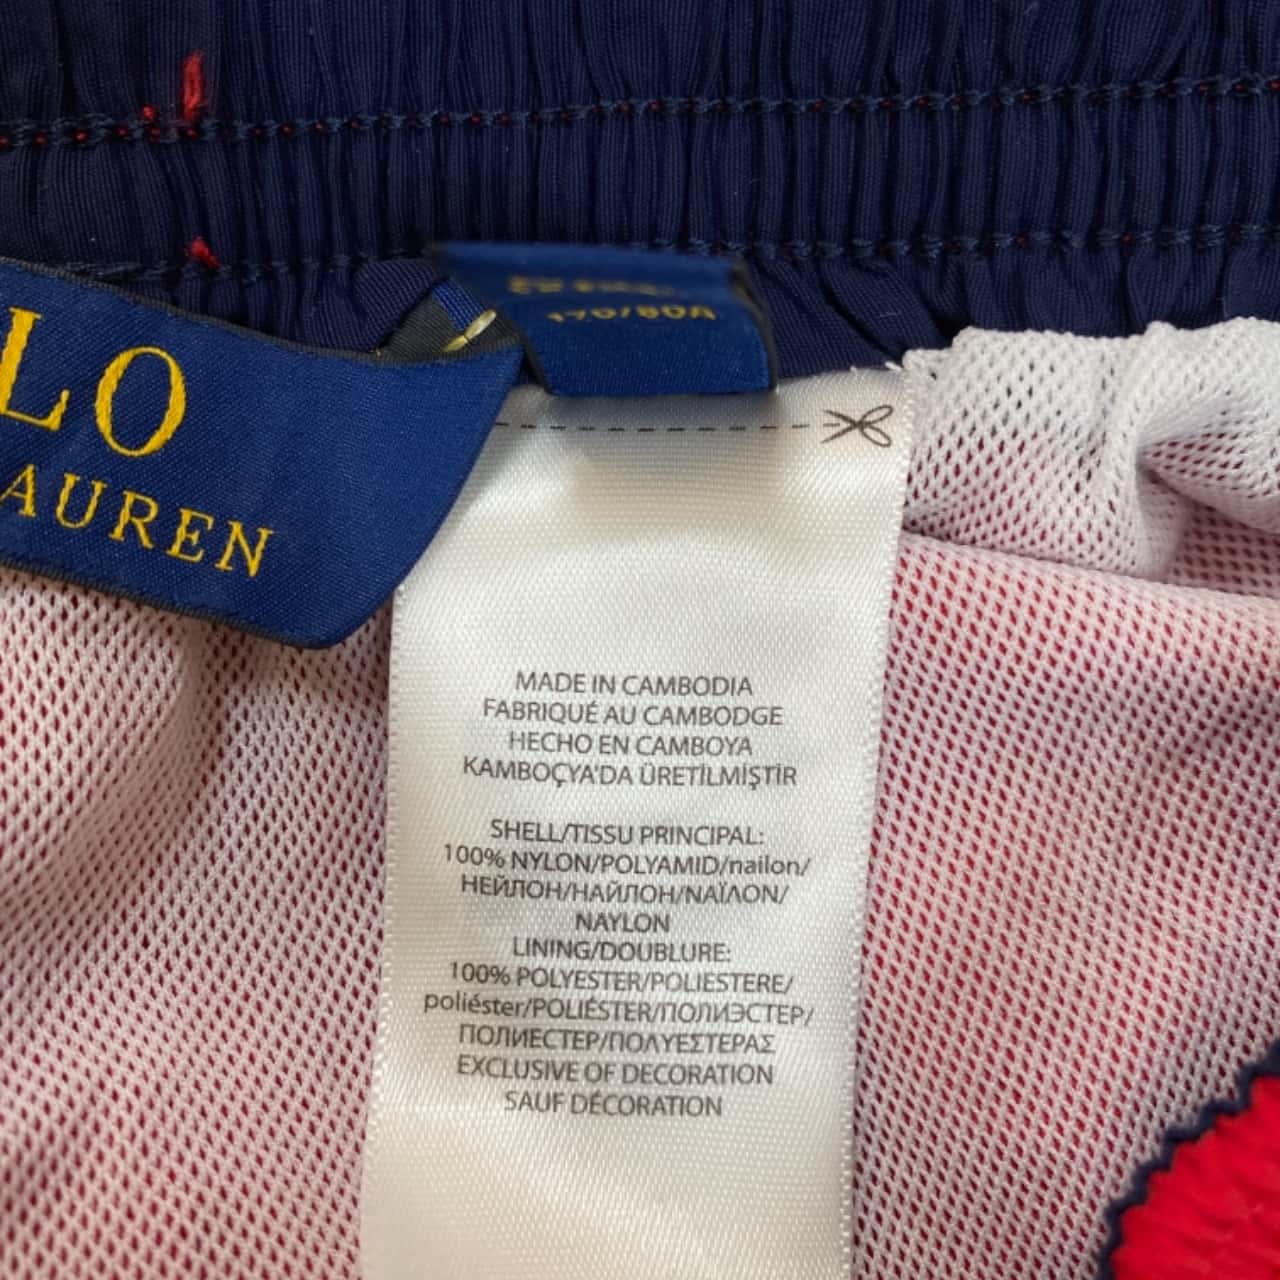 LO
AUREN
170/80A
MADE IN CAMBODIA
FABRIQUÉ AU CAMBODGE
HECHO EN CAMBOYA
KAMBOÇYA'DA ÜRETİLMİŞTİR
SHELL/TISSU PRINCIPAL:
100% NYLON/POLYAMID/nailon/
НЕЙЛОН/НАЙЛОН/ΝΑΪΛΟΝ/
NAYLON
LINING/DOUBLURE:
100% POLYESTER/POLIESTERE/
poliéster/POLIÉSTER/ПОЛИЭСТЕР/
ПОЛИЕСТЕР/ΠΟΛΥΕΣΤΕΡΑΣ
EXCLUSIVE OF DECORATION
SAUF DÉCORATION